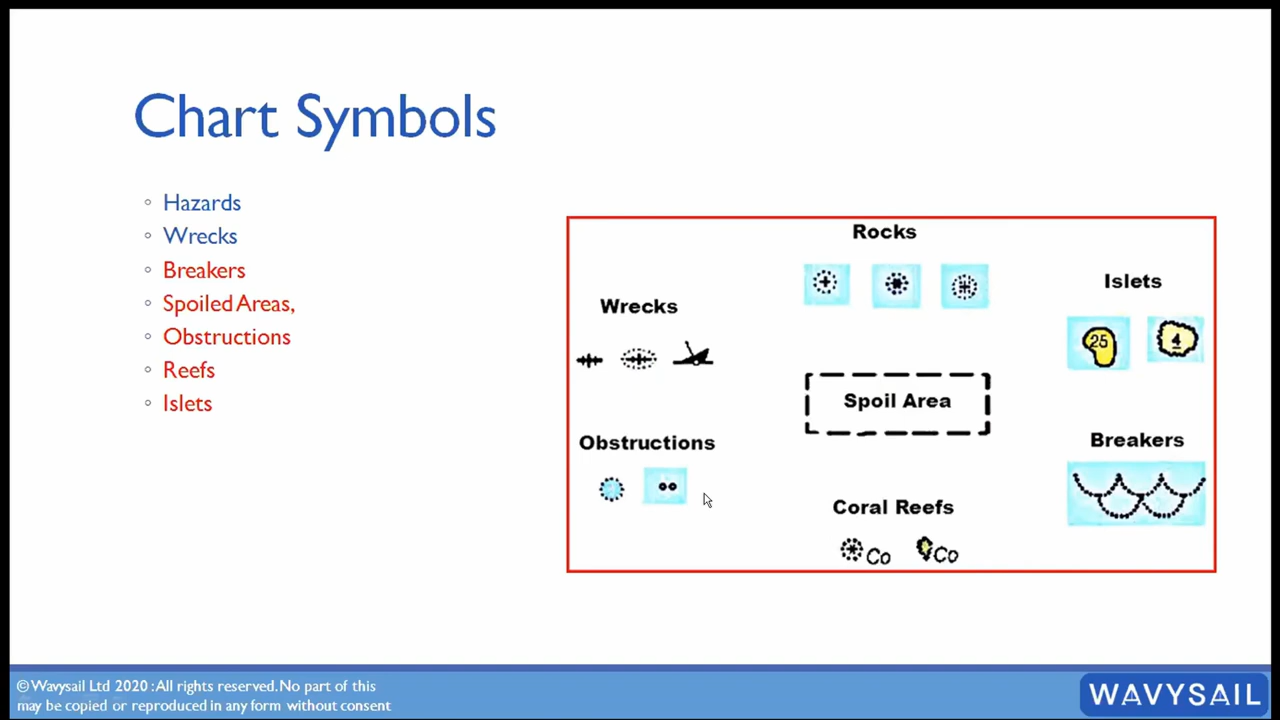 Chart Symbols
Hazards
Wrecks
Breakers
Spoiled Areas,
Obstructions
Reefs
Islets
Rocks
Wrecks
Islets
25
4
Spoil Area
Obstructions
Breakers
Coral Reefs
Co
Co
© Wavysail Ltd 2020 : All rights reserved. No part of this
may be copied or reproduced in any form without consent
WAVYSAIL